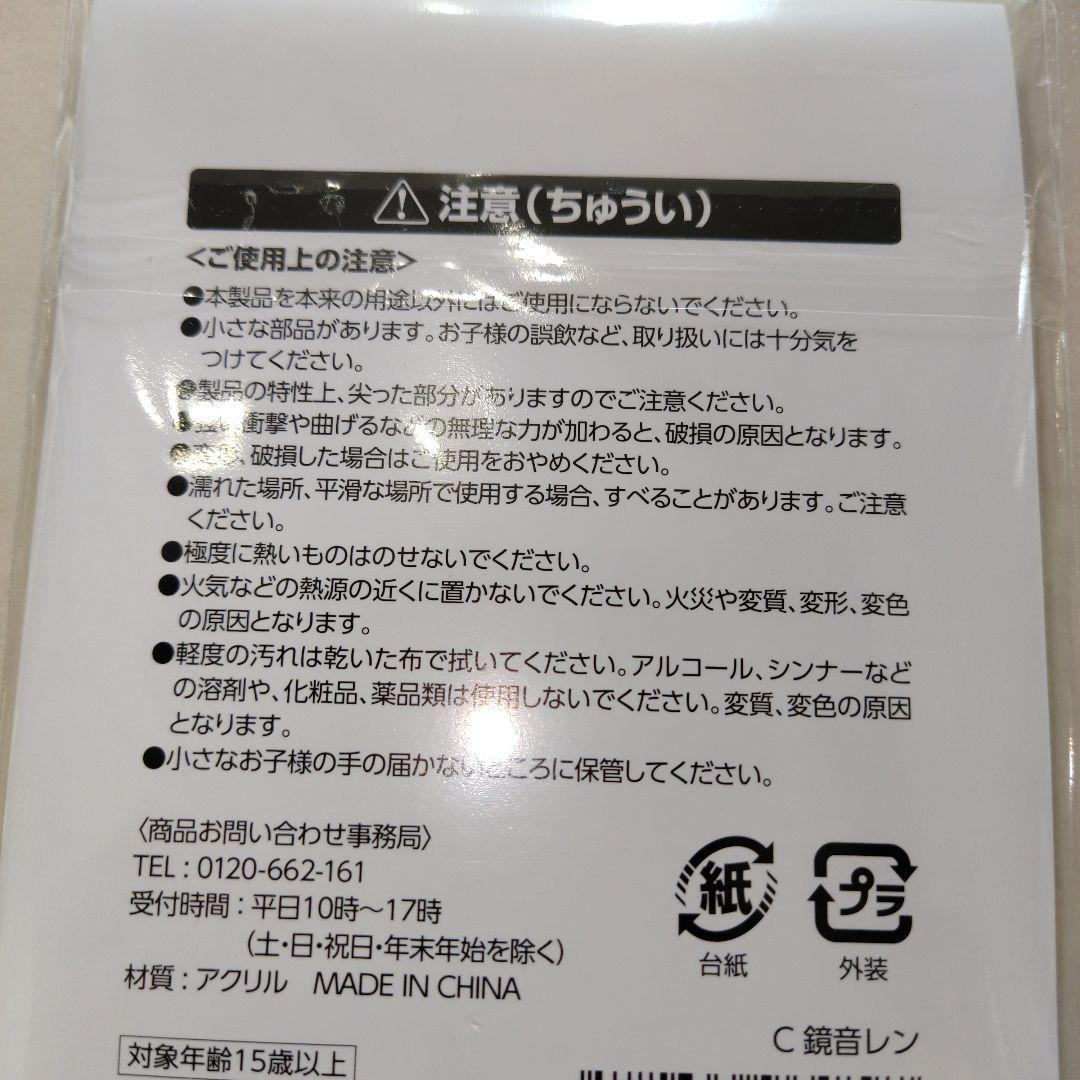 注意(ちゅうい)
<ご使用上の注意>
●本製品を本来の用途以外にはご使用にならないでください。
●小さな部品があります。お子様の誤飲など、取り扱いには十分気を
つけてください。
●製品の特性上、尖った部分がありますのでご注意ください。
●強い衝撃や曲げるなどの無理な力が加わると、破損の原因となります。
●変形、破損した場合はご使用をおやめください。
●濡れた場所、平滑な場所で使用する場合、すべることがあります。ご注意
ください。
●極度に熱いものはのせないでください。
●火気などの熱源の近くに置かないでください。火災や変質、変形、変色
の原因となります。
●軽度の汚れは乾いた布で拭いてください。アルコール、シンナーなど
の溶剤や、化粧品、薬品類は使用しないでください。変質、変色の原因
となります。
●小さなお子様の手の届かないところに保管してください。
〈商品お問い合わせ事務局〉
TEL : 0120-662-161
受付時間 : 平日10時〜17時
(土・日・祝日・年末年始を除く)
材質 : アクリル MADE IN CHINA
紙
台紙
プラ
外装
C 鏡音レン
対象年齢15歳以上